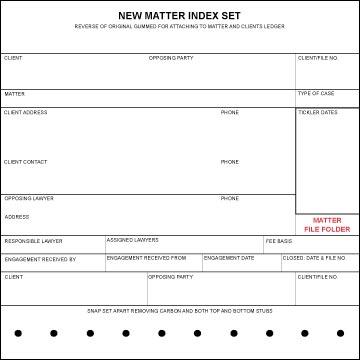 NEW MATTER INDEX SET
REVERSE OF ORIGINAL GUMMED FOR ATTACHING TO MATTER AND CLIENTS LEDGER
CLIENT OPPOSING PARTY CLIENT/FILE NO.
MATTER TYPE OF CASE
CLIENT ADDRESS PHONE TICKLER DATES
CLIENT CONTACT PHONE
OPPOSING LAWYER PHONE
ADDRESS
MATTER
FILE FOLDER
RESPONSIBLE LAWYER ASSIGNED LAWYERS FEE BASIS
ENGAGEMENT RECEIVED BY ENGAGEMENT RECEIVED FROM ENGAGEMENT DATE CLOSED: DATE & FILE NO.
CLIENT OPPOSING PARTY CLIENT/FILE NO.
SNAP SET APART REMOVING CARBON AND BOTH TOP AND BOTTOM STUBS